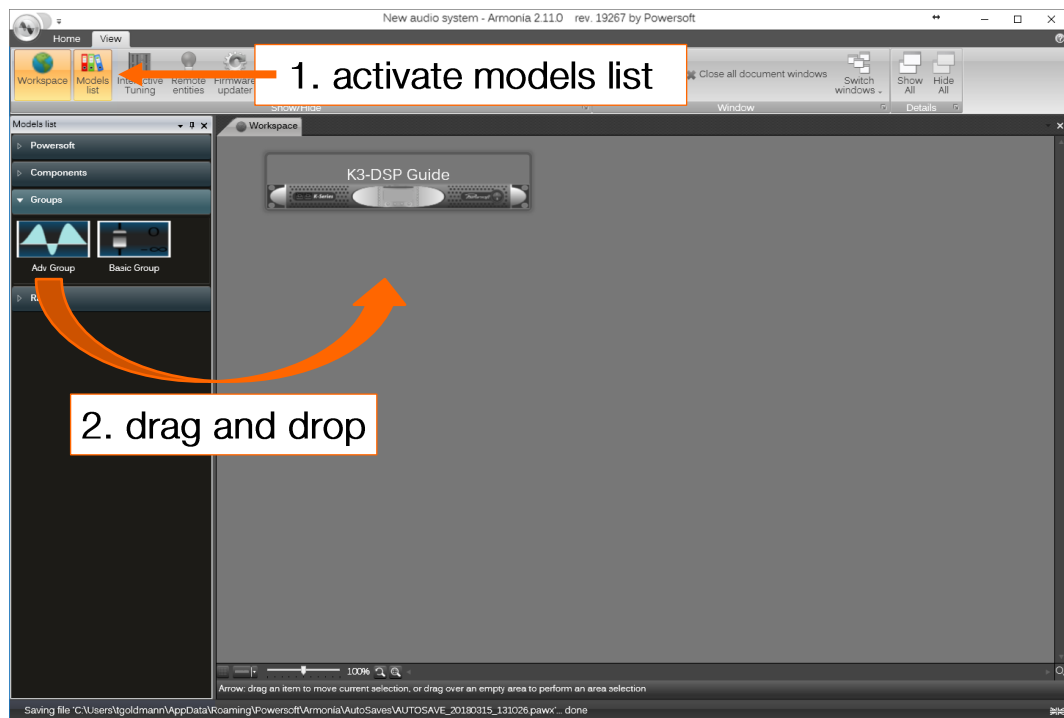 New audio system - Armonía 2.11.0 rev. 19267 by Powersoft
Home View
Workspace
Models list
Interactive Tuning
Remote entities
Firmware updater
1. activate models list
Close all document windows
Switch windows
Show All
Hide All
Show/Hide
Window
Details
Models list
Workspace
Powersoft
Components
Groups
Adv Group
Basic Group
K3-DSP Guide
K-Series
2. drag and drop
100%
Arrow: drag an item to move current selection, or drag over an empty area to perform an area selection
Saving file 'C:\Users\tgoldmann\AppData\Roaming\Powersoft\Armonía\AutoSaves\AUTOSAVE_20180315_131026.pawx'... done